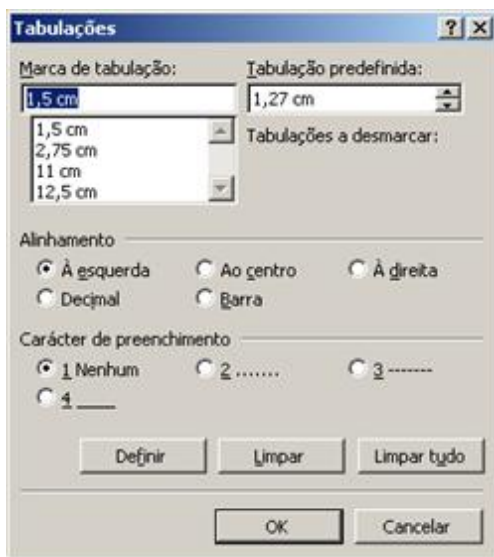 Tabulações
Marca de tabulação:
Tabulação predefinida:
1,5 cm
1,27 cm
1,5 cm
2,75 cm
11 cm
12,5 cm
Tabulações a desmarcar:
Alinhamento
À esquerda
Ao centro
À direita
Decimal
Barra
Carácter de preenchimento
1 Nenhum
2 .......
3 -------
4 ____
Definir
Limpar
Limpar tudo
OK
Cancelar